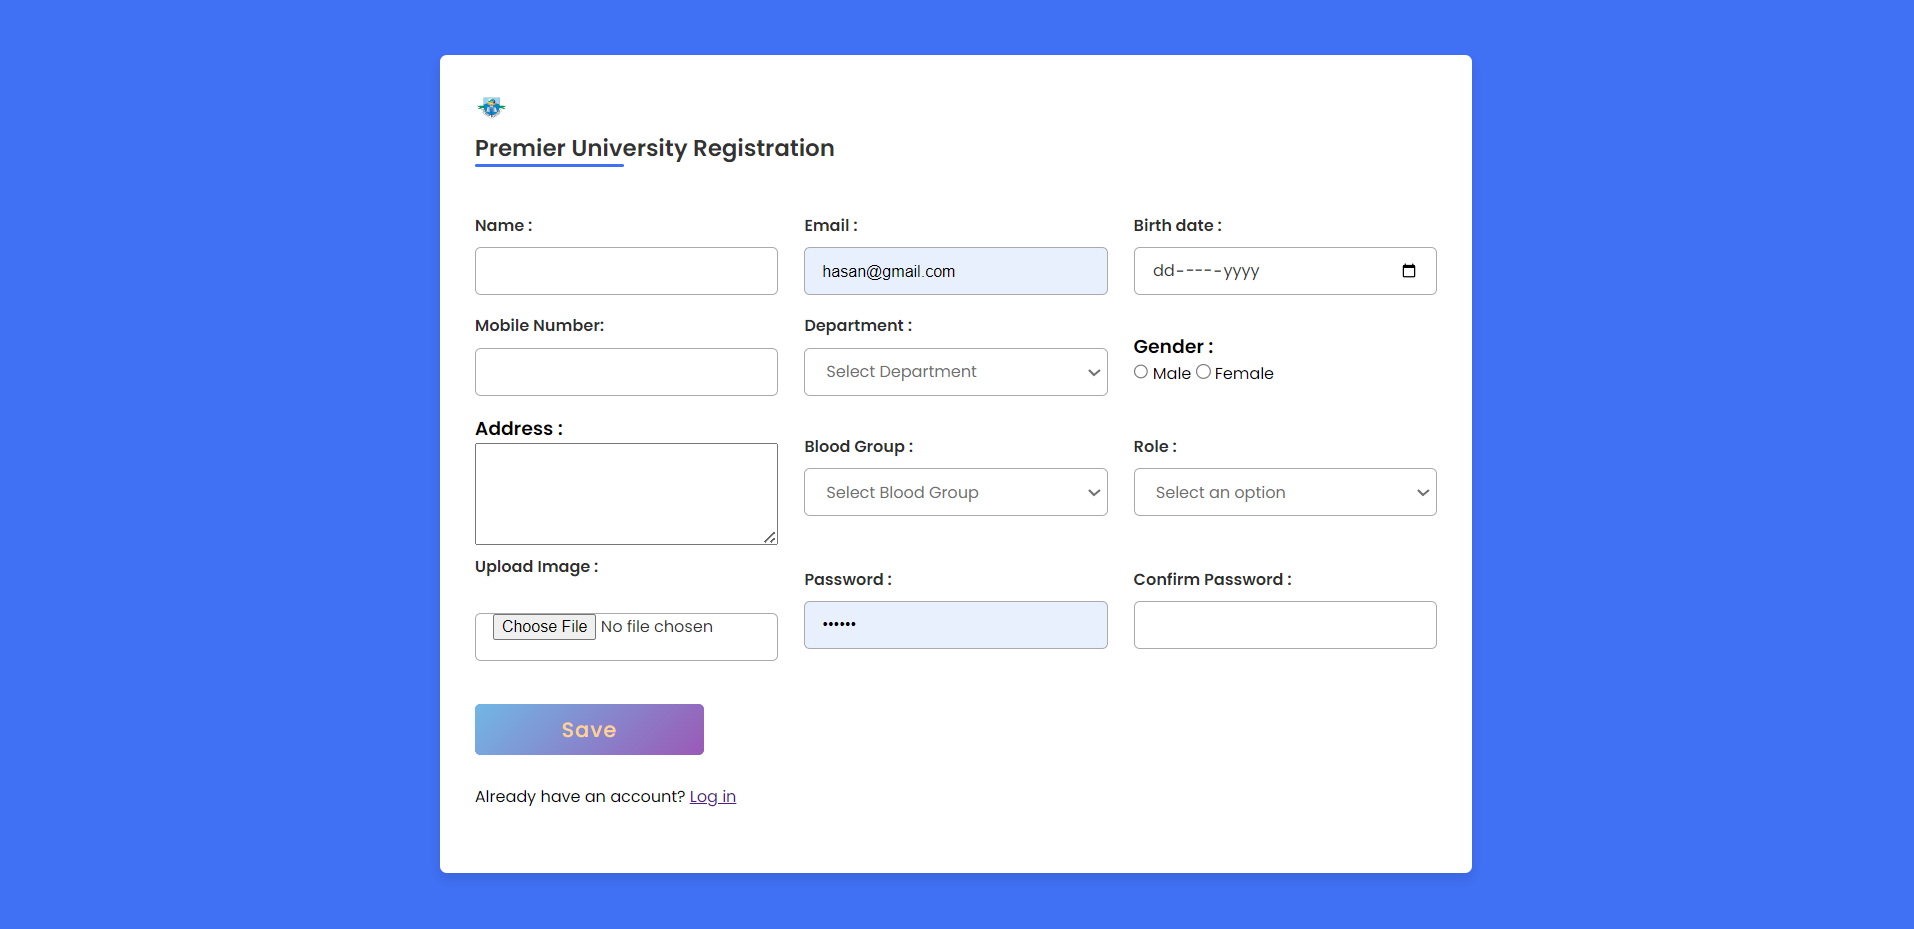 Premier University Registration
Name : Email : Birth date :
hasan@gmail.com dd-----yyyy
Mobile Number: Department : Gender :
Select Department Male Female
Address : Blood Group : Role :
Select Blood Group Select an option
Upload Image : Password : Confirm Password :
Choose File No file chosen ••••••
Save
Already have an account? Log in